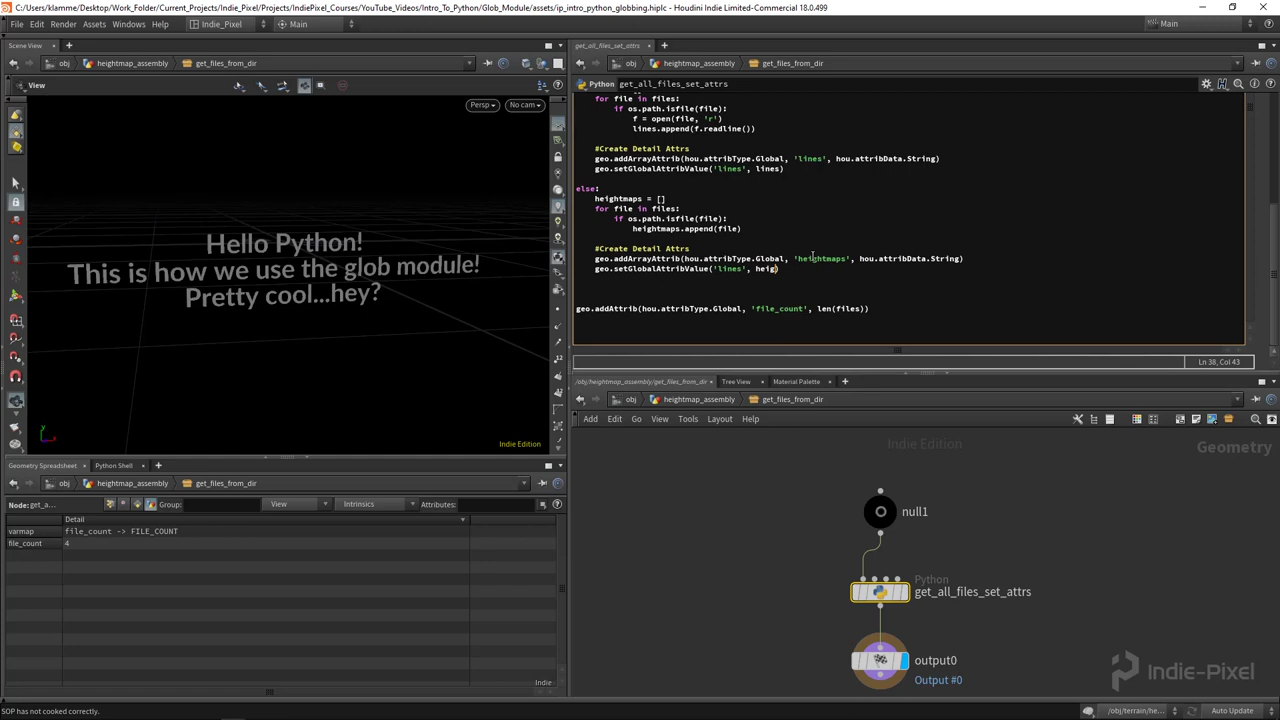 C:/Users/klamme/Desktop/Work_Folder/Current_Projects/Projects/IndiePixel_Courses/YouTube_Videos/Intro_To_Python/Glob_Module/assets/ip_intro_python_globbing.hiplc - Houdini Indie Limited-Commercial 18.0.499
File Edit Render Assets Windows Help Indie_Pixel Main Main
Scene View
obj heightmap_assembly get_files_from_dir
View
Persp No cam
Hello Python!
This is how we use the glob module!
Pretty cool...hey?
Indie Edition
Geometry Spreadsheet Python Shell
obj heightmap_assembly get_files_from_dir
Node: get_a... Group: View Intrinsics Attributes:
Detail
varmap file_count -> FILE_COUNT
file_count 4
Indie
SOP has not cooked correctly.
get_all_files_set_attrs
obj heightmap_assembly get_files_from_dir
Python get_all_files_set_attrs
for file in files:
if os.path.isfile(file):
f = open(file, 'r')
lines.append(f.readline())
#Create Detail Attrs
geo.addArrayAttrib(hou.attribType.Global, 'lines', hou.attribData.String)
geo.setGlobalAttribValue('lines', lines)
else:
heightmaps = []
for file in files:
if os.path.isfile(file):
heightmaps.append(file)
#Create Detail Attrs
geo.addArrayAttrib(hou.attribType.Global, 'heightmaps', hou.attribData.String)
geo.setGlobalAttribValue('lines', heig)
geo.addAttrib(hou.attribType.Global, 'file_count', len(files))
Ln 38, Col 43
/obj/heightmap_assembly/get_files_from_dir Tree View Material Palette
obj heightmap_assembly get_files_from_dir
Add Edit Go View Tools Layout Help
Indie Edition
Geometry
null1
Python
get_all_files_set_attrs
output0
Output #0
Indie-Pixel
/obj/terrain/he... Auto Update